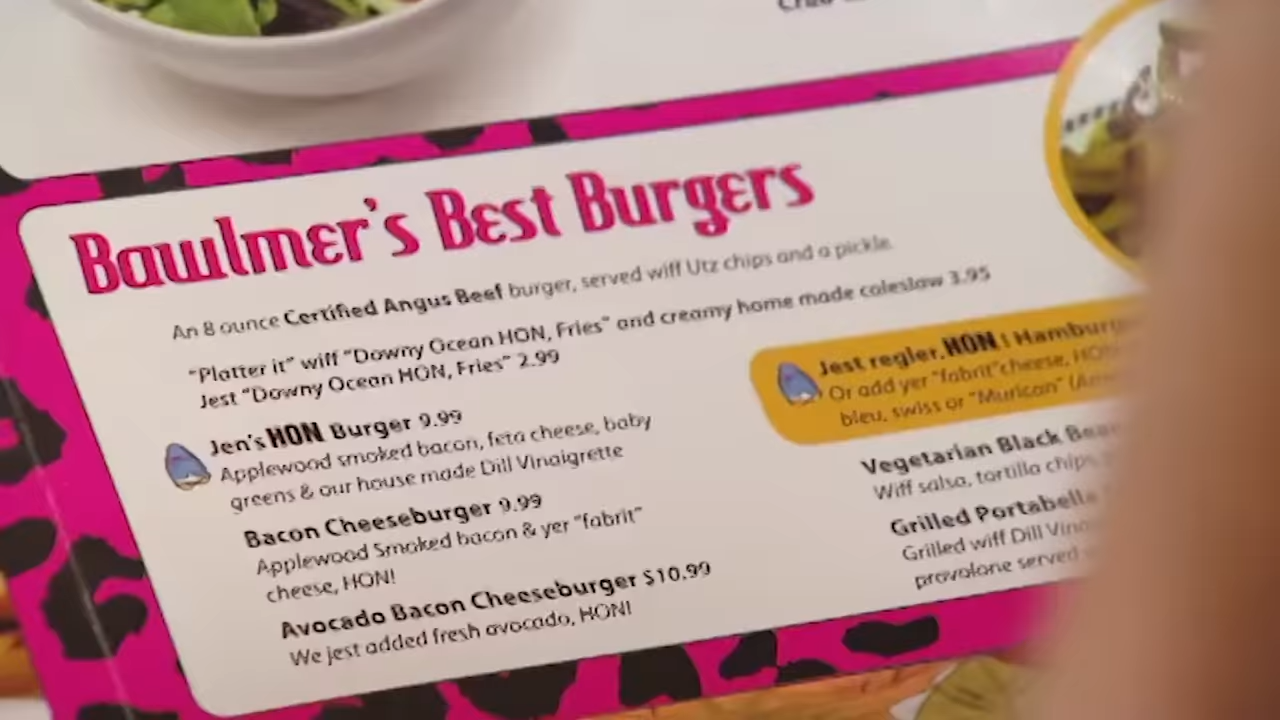 Bawlmer's Best Burgers
An 8 ounce Certified Angus Beef burger, served wiff Utz chips and a pickle
"Platter it" wiff "Downy Ocean HON, Fries" and creamy home made coleslaw 3.95
Jest "Downy Ocean HON, Fries" 2.99
Jen's HON Burger 9.99
Applewood smoked bacon, feta cheese, baby
greens & our house made Dill Vinaigrette
Bacon Cheeseburger 9.99
Applewood Smoked bacon & yer "fabrit"
cheese, HON!
Avocado Bacon Cheeseburger $10.99
We jest added fresh avocado, HON!
Jest regler, HON !
Or add yer "fabrit"cheese,
bleu, swiss or "Murican"
Vegetarian Black
Wiff salsa, tortilla chips,
Grilled Portabella
Grilled wiff Dill
provolone served